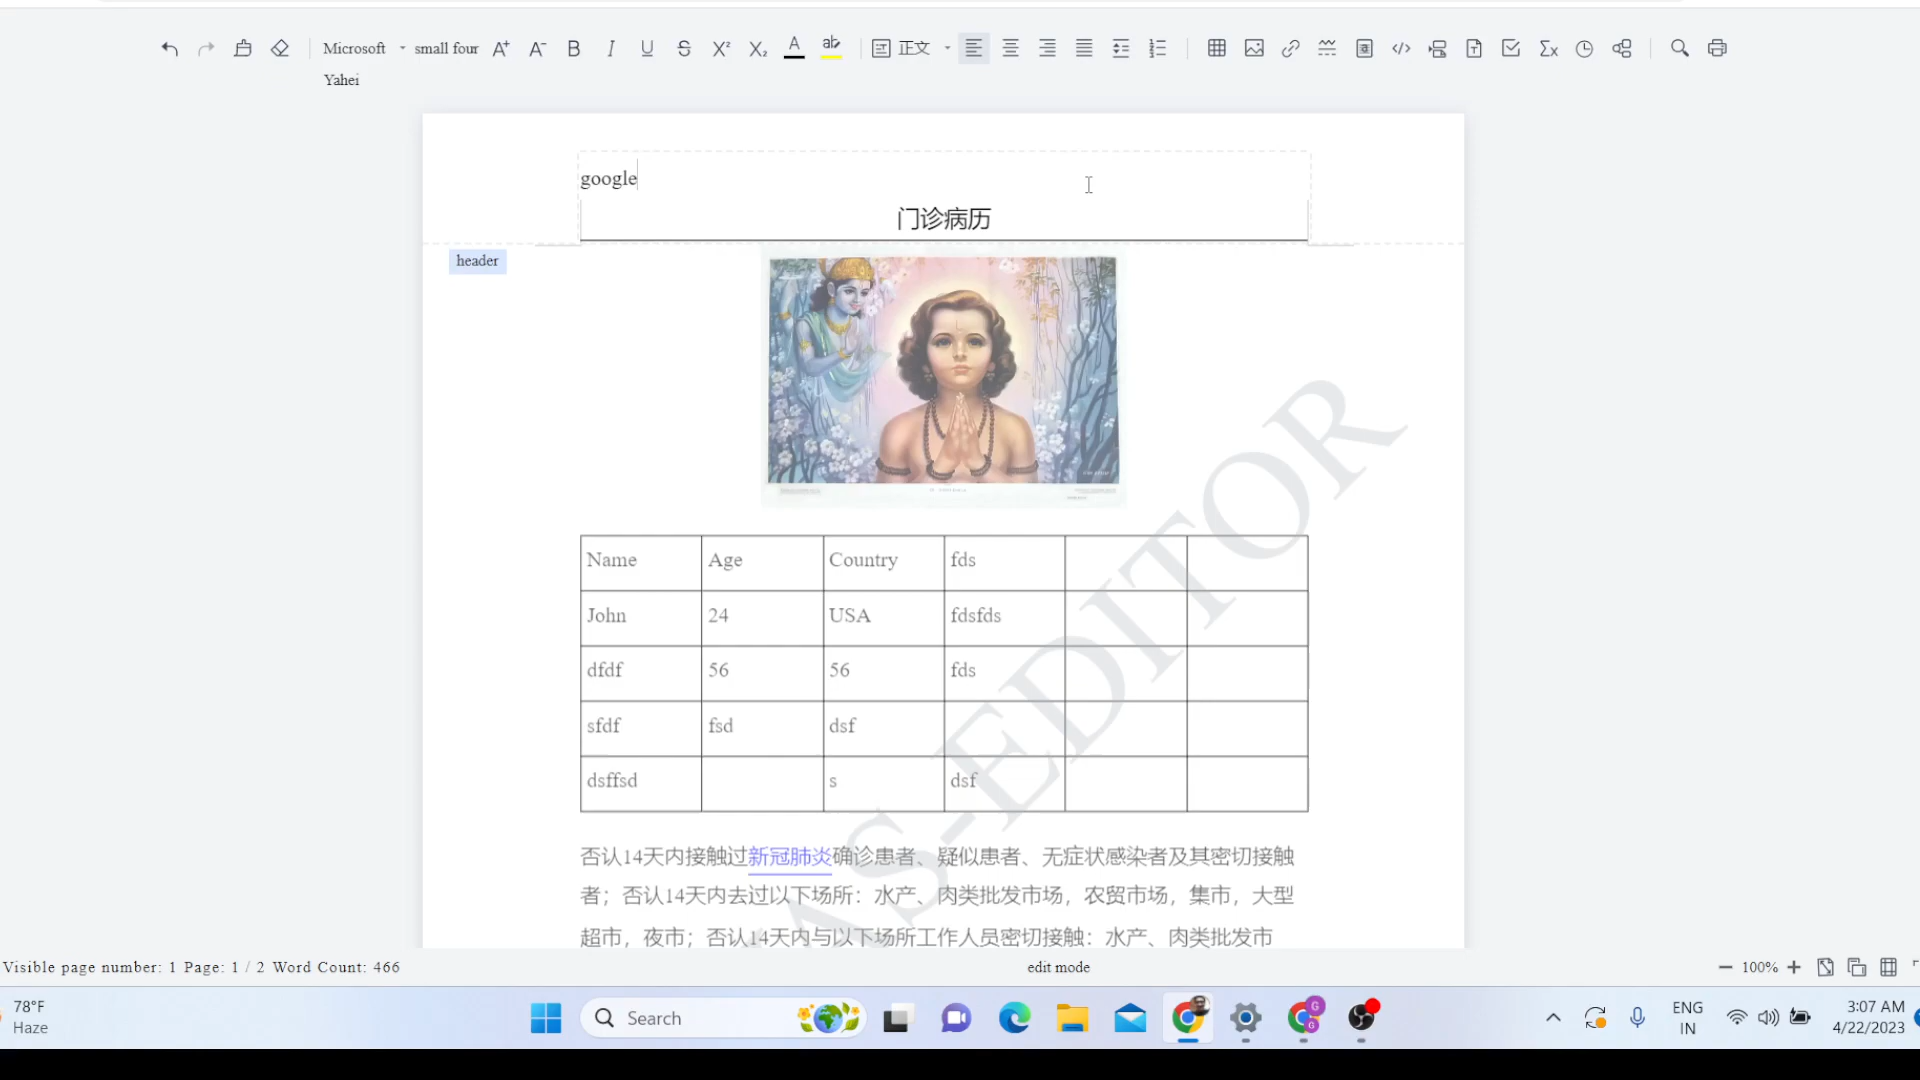 Microsoft Yahei small four 正文
google
门诊病历
header
Name Age Country fds
John 24 USA fdsfds
dfdf 56 56 fds
sfdf fsd dsf
dsffsd s dsf
否认14天内接触过新冠肺炎确诊患者、疑似患者、无症状感染者及其密切接触
者；否认14天内去过以下场所：水产、肉类批发市场，农贸市场，集市，大型
超市，夜市；否认14天内与以下场所工作人员密切接触：水产、肉类批发市
AS-EDITOR
Visible page number: 1 Page: 1 / 2 Word Count: 466 edit mode 100%
78°F
Haze
Search
ENG
IN
3:07 AM
4/22/2023